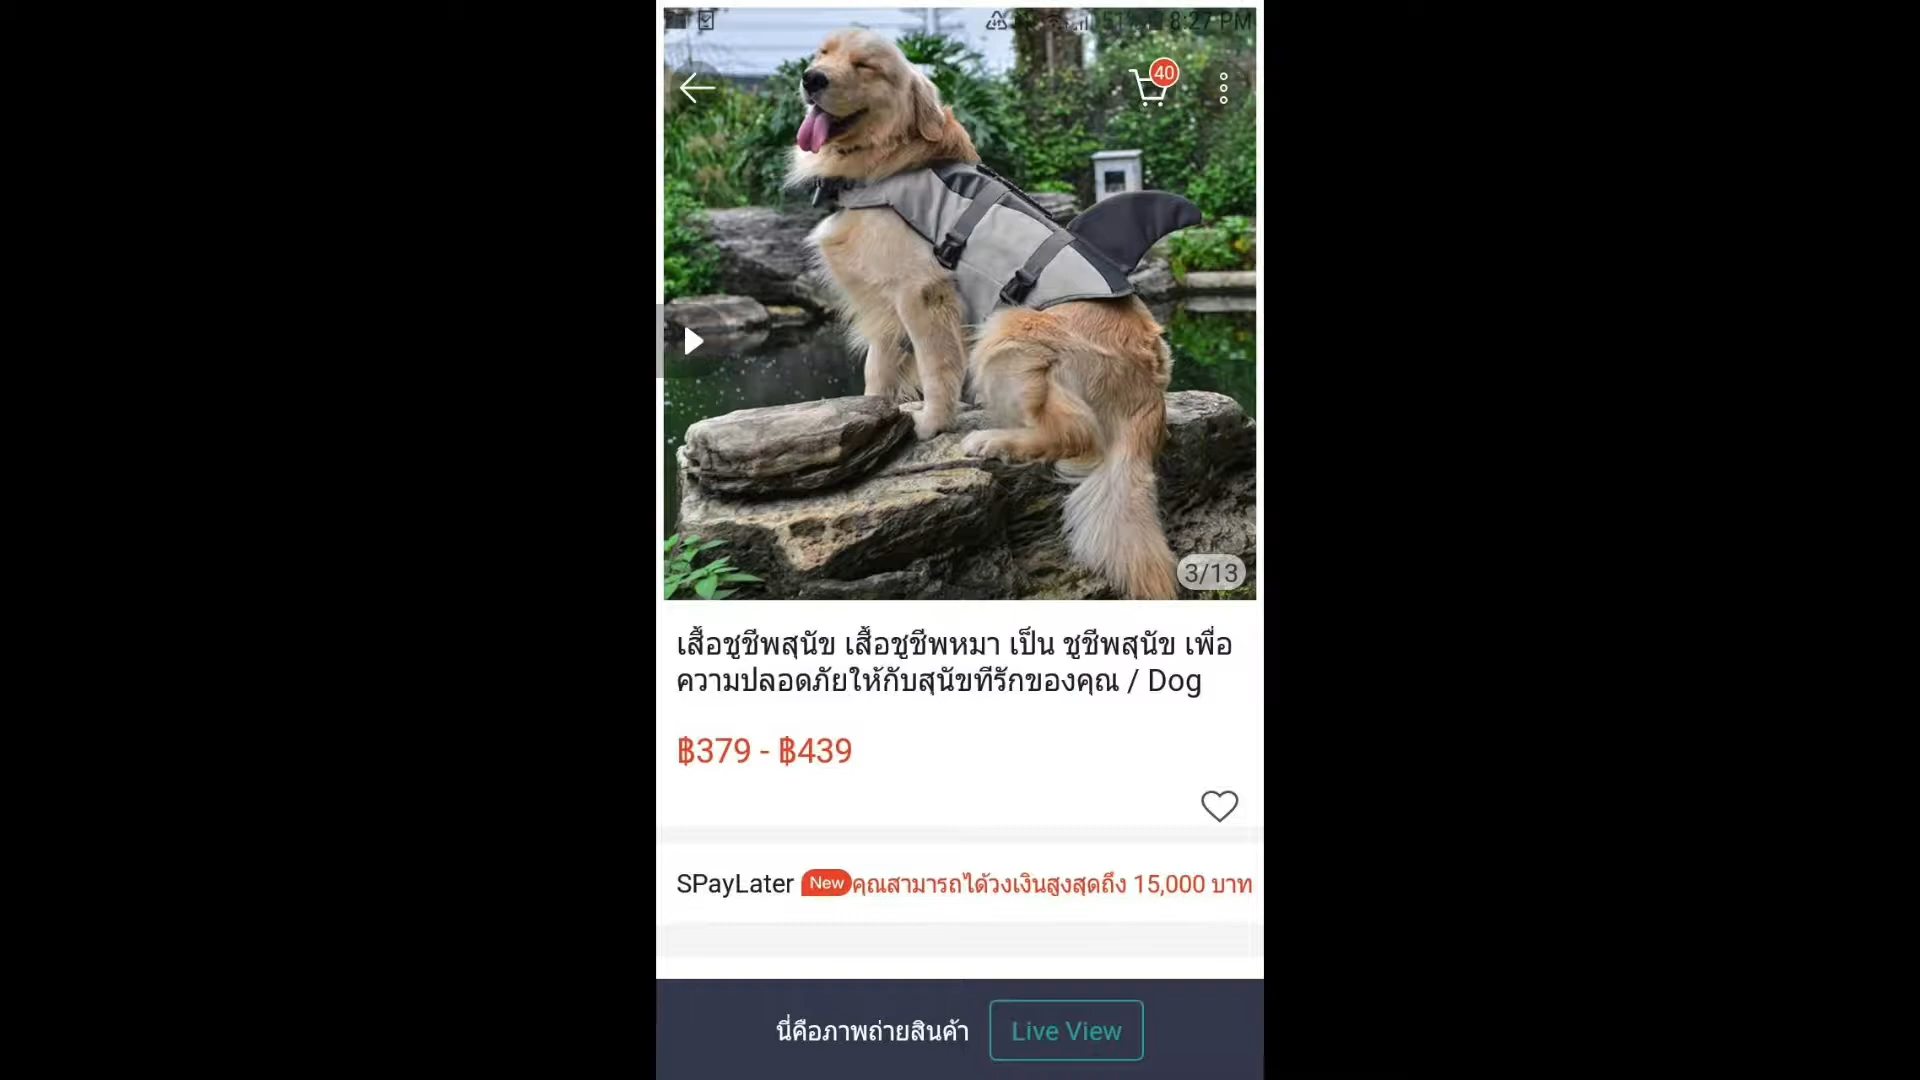 8:27 PM
40
3/13
เสื้อชูชีพสุนัข เสื้อชูชีพหมา เป็น ชูชีพสุนัข เพื่อ
ความปลอดภัยให้กับสุนัขที่รักของคุณ / Dog
฿379 - ฿439
SPayLater New คุณสามารถได้วงเงินสูงสุดถึง 15,000 บาท
นี่คือภาพถ่ายสินค้า Live View